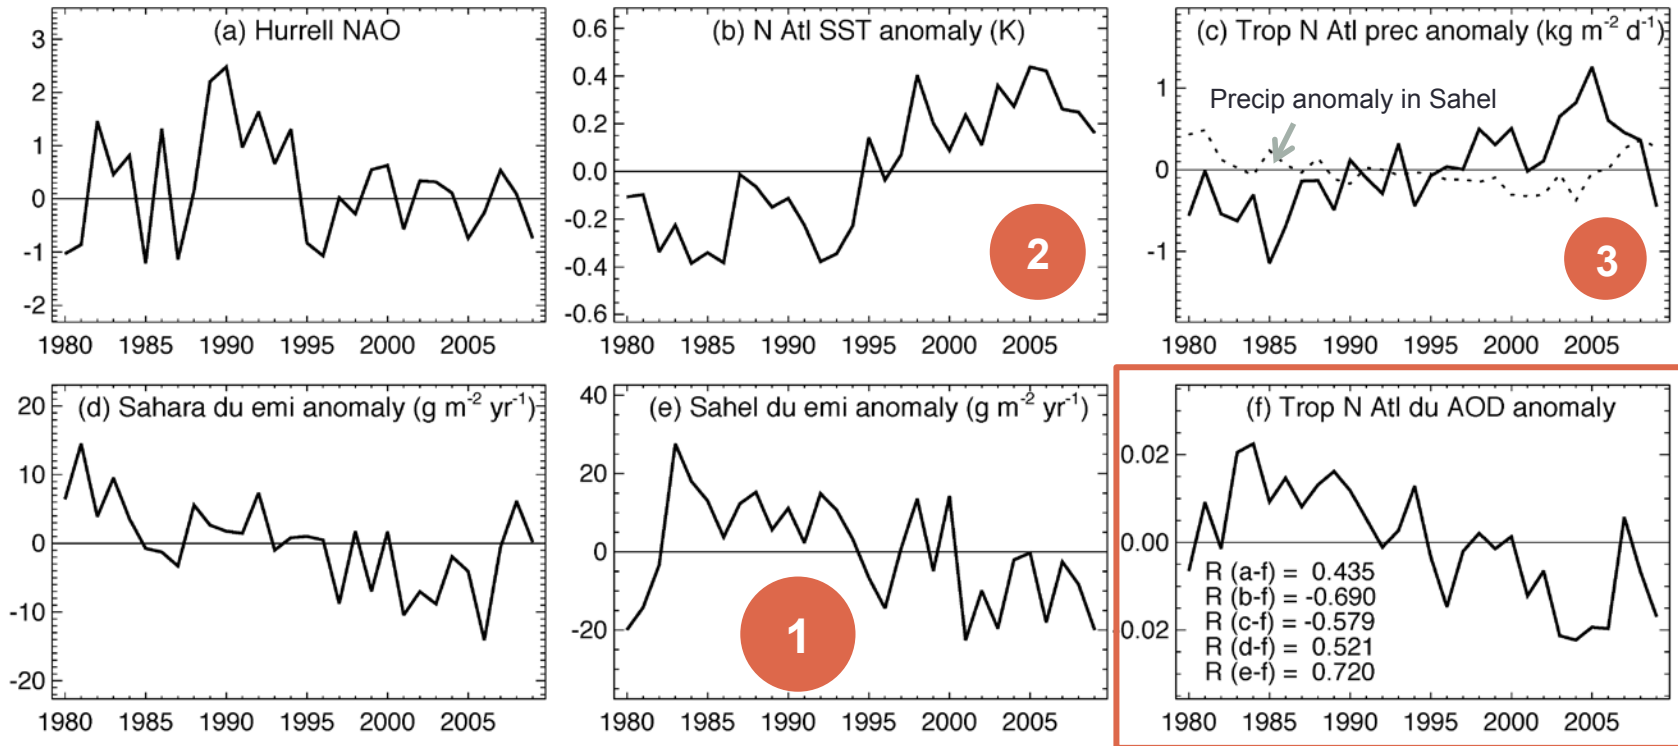 (a) Hurrell NAO
3
2
1
0
-1
-2
1980 1985 1990 1995 2000 2005
(b) N Atl SST anomaly (K)
0.6
0.4
0.2
0.0
-0.2
-0.4
-0.6
2
1980 1985 1990 1995 2000 2005
(c) Trop N Atl prec anomaly (kg m⁻² d⁻¹)
Precip anomaly in Sahel
1
0
-1
3
1980 1985 1990 1995 2000 2005
(d) Sahara du emi anomaly (g m⁻² yr⁻¹)
20
10
0
-10
-20
1980 1985 1990 1995 2000 2005
(e) Sahel du emi anomaly (g m⁻² yr⁻¹)
40
20
0
-20
1
1980 1985 1990 1995 2000 2005
(f) Trop N Atl du AOD anomaly
0.02
0.00
0.02
R (a-f) = 0.435
R (b-f) = -0.690
R (c-f) = -0.579
R (d-f) = 0.521
R (e-f) = 0.720
1980 1985 1990 1995 2000 2005